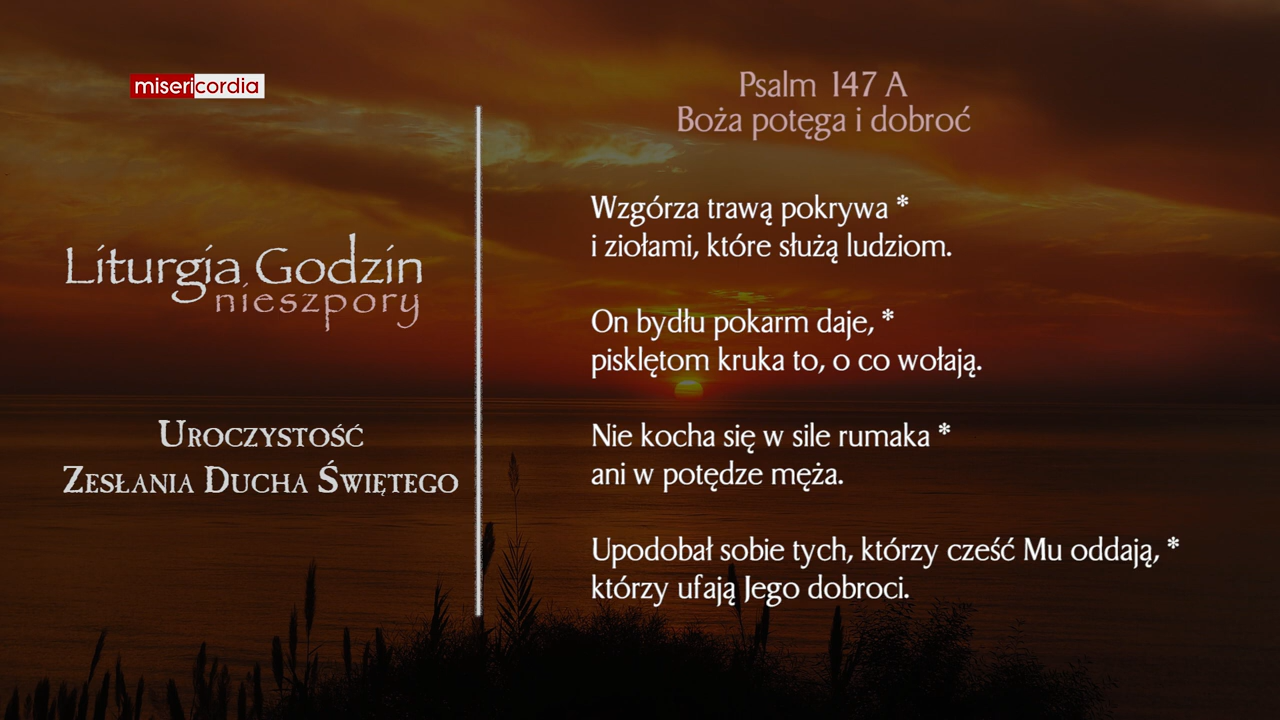 misericordia
Liturgia Godzin
nieszpory
Uroczystość
Zesłania Ducha Świętego
Psalm 147 A
Boża potęga i dobroć
Wzgórza trawą pokrywa *
i ziołami, które służą ludziom.
On bydłu pokarm daje, *
pisklętom kruka to, o co wołają.
Nie kocha się w sile rumaka *
ani w potędze męża.
Upodobał sobie tych, którzy cześć Mu oddają, *
którzy ufają Jego dobroci.